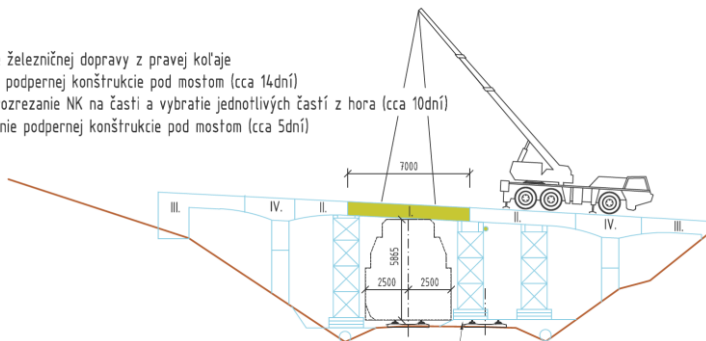 železničnej dopravy z pravej koľaje
podpernej konštrukcie pod mostom (cca 14dní)
ozrezanie NK na časti a vybratie jednotlivých častí z hora (cca 10dní)
nie podpernej konštrukcie pod mostom (cca 5dní)
7000
III.
IV.
II.
I.
II.
IV.
III.
5865
2500
2500